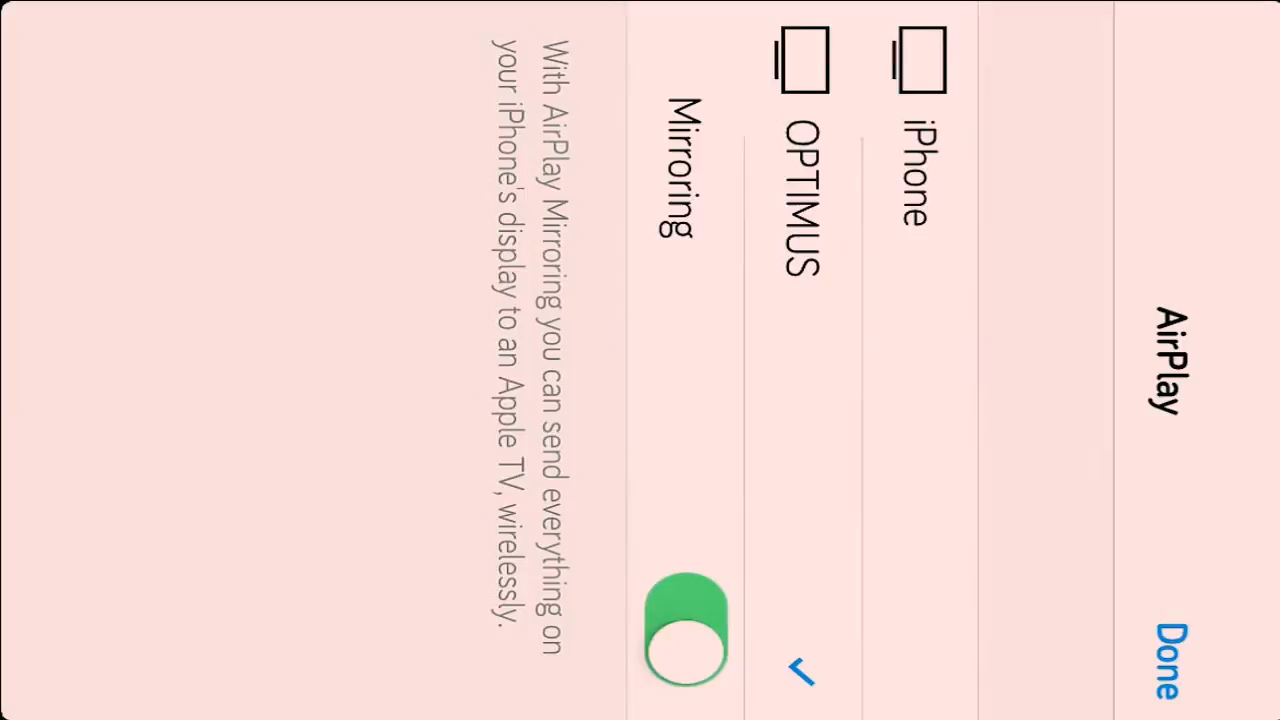 AirPlay
Done
iPhone
OPTIMUS
Mirroring
With AirPlay Mirroring you can send everything on
your iPhone's display to an Apple TV, wirelessly.